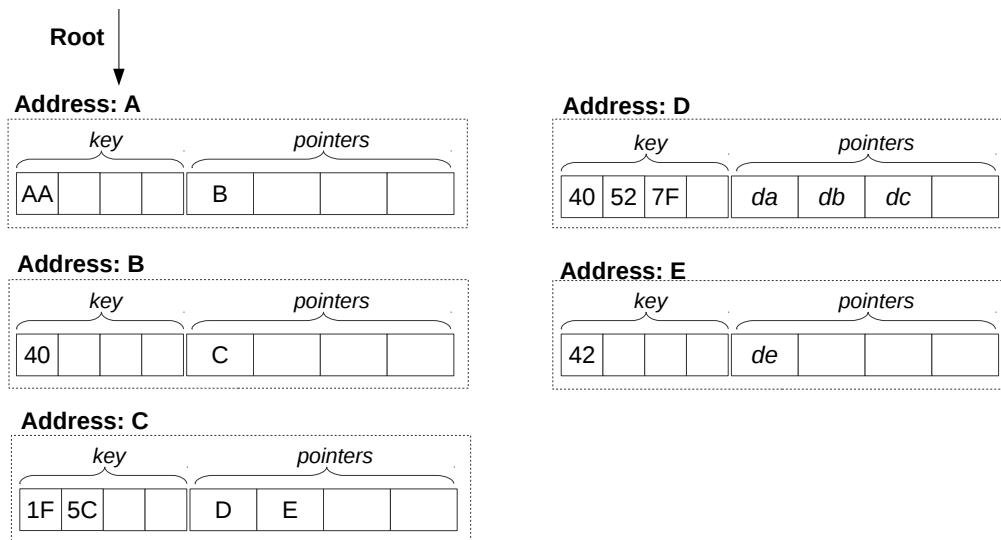 Root
Address: A
key pointers
AA B
Address: B
key pointers
40 C
Address: C
key pointers
1F 5C D E
Address: D
key pointers
40 52 7F da db dc
Address: E
key pointers
42 de